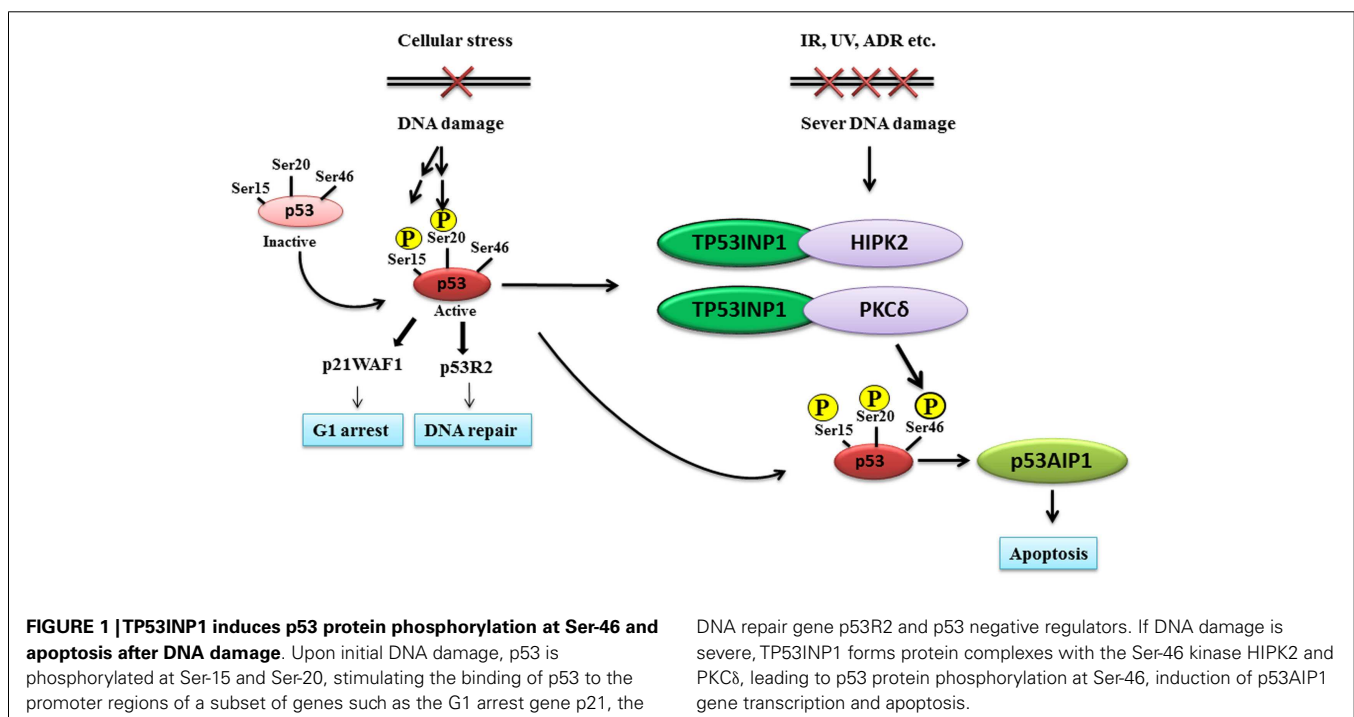 Cellular stress
DNA damage
Ser20
Ser15
Ser46
p53
Inactive
P
P
Ser20
Ser15
Ser46
p53
Active
p21WAF1
p53R2
G1 arrest
DNA repair
IR, UV, ADR etc.
Sever DNA damage
TP53INP1
HIPK2
TP53INP1
PKCδ
P
P
P
Ser15
Ser20
Ser46
p53
p53AIP1
Apoptosis
FIGURE 1 | TP53INP1 induces p53 protein phosphorylation at Ser-46 and
apoptosis after DNA damage. Upon initial DNA damage, p53 is
phosphorylated at Ser-15 and Ser-20, stimulating the binding of p53 to the
promoter regions of a subset of genes such as the G1 arrest gene p21, the
DNA repair gene p53R2 and p53 negative regulators. If DNA damage is
severe, TP53INP1 forms protein complexes with the Ser-46 kinase HIPK2 and
PKCδ, leading to p53 protein phosphorylation at Ser-46, induction of p53AIP1
gene transcription and apoptosis.